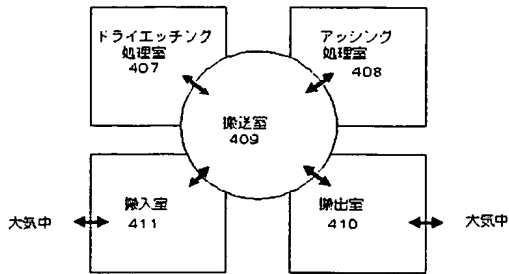 ドライエッチング
処理室
407
アッシング
処理室
408
搬送室
409
搬入室
411
搬出室
410
大気中
大気中